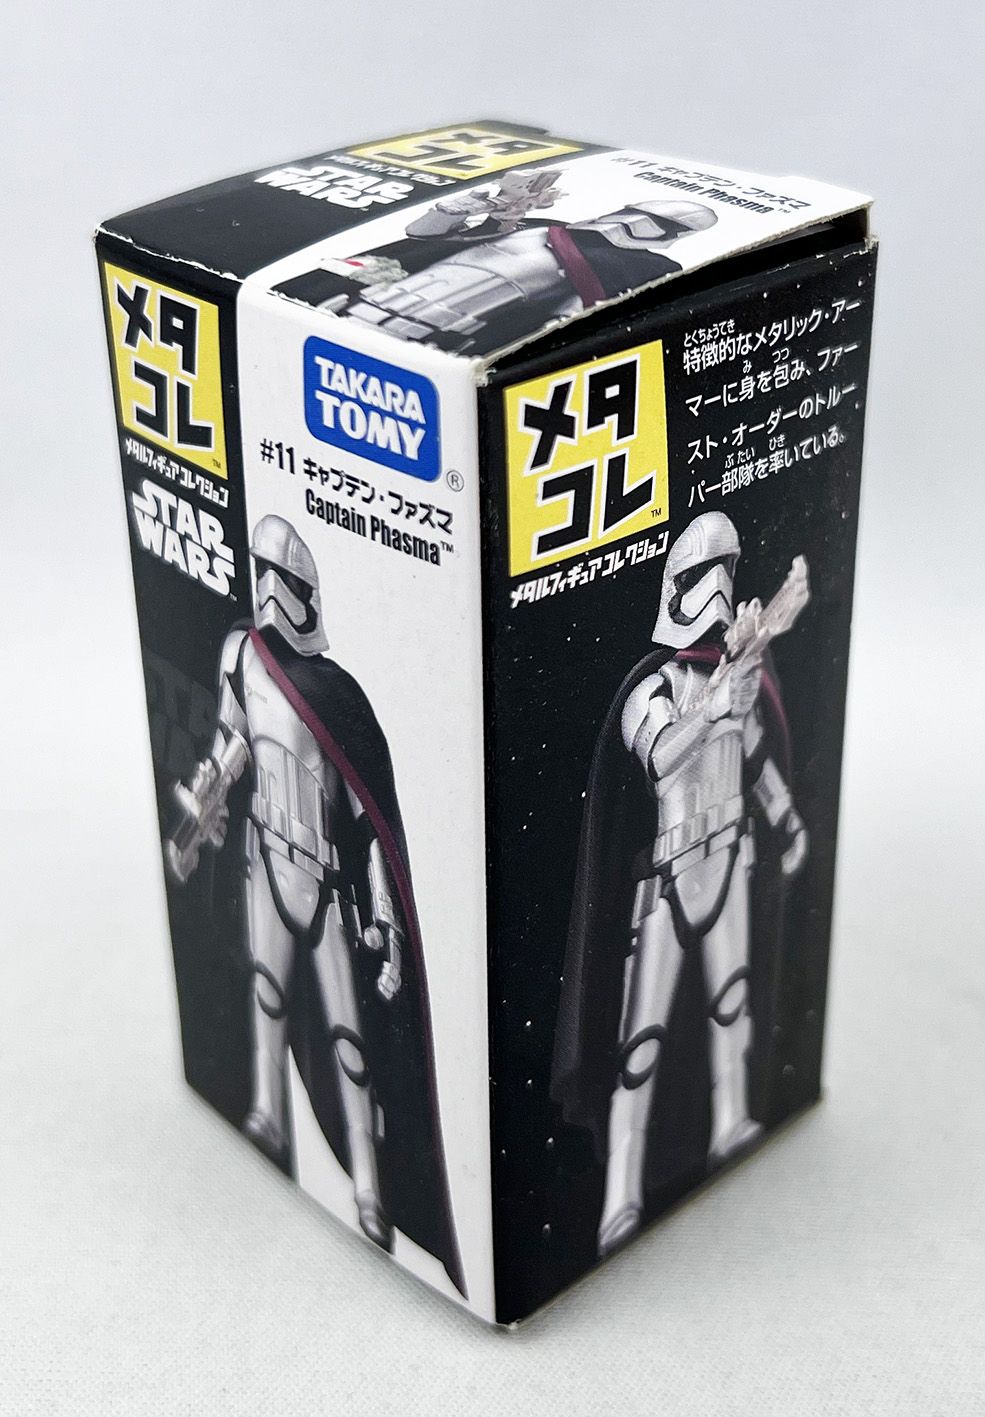 メタ
コレ
メタルフィギュアコレクション
STAR
WARS
#11 キャプテン・ファズマ
Captain Phasma™
メタ
コレ™
メタルフィギュアコレクション
STAR
WARS™
TAKARA
TOMY®
#11 キャプテン・ファズマ
Captain Phasma™
メタ
コレ™
メタルフィギュアコレクション
とくちょうてき
特徴的なメタリック・アー
み つつ
マーに身を包み、ファー
スト・オーダーのトルー
ぶたい ひき
パー部隊を率いている。